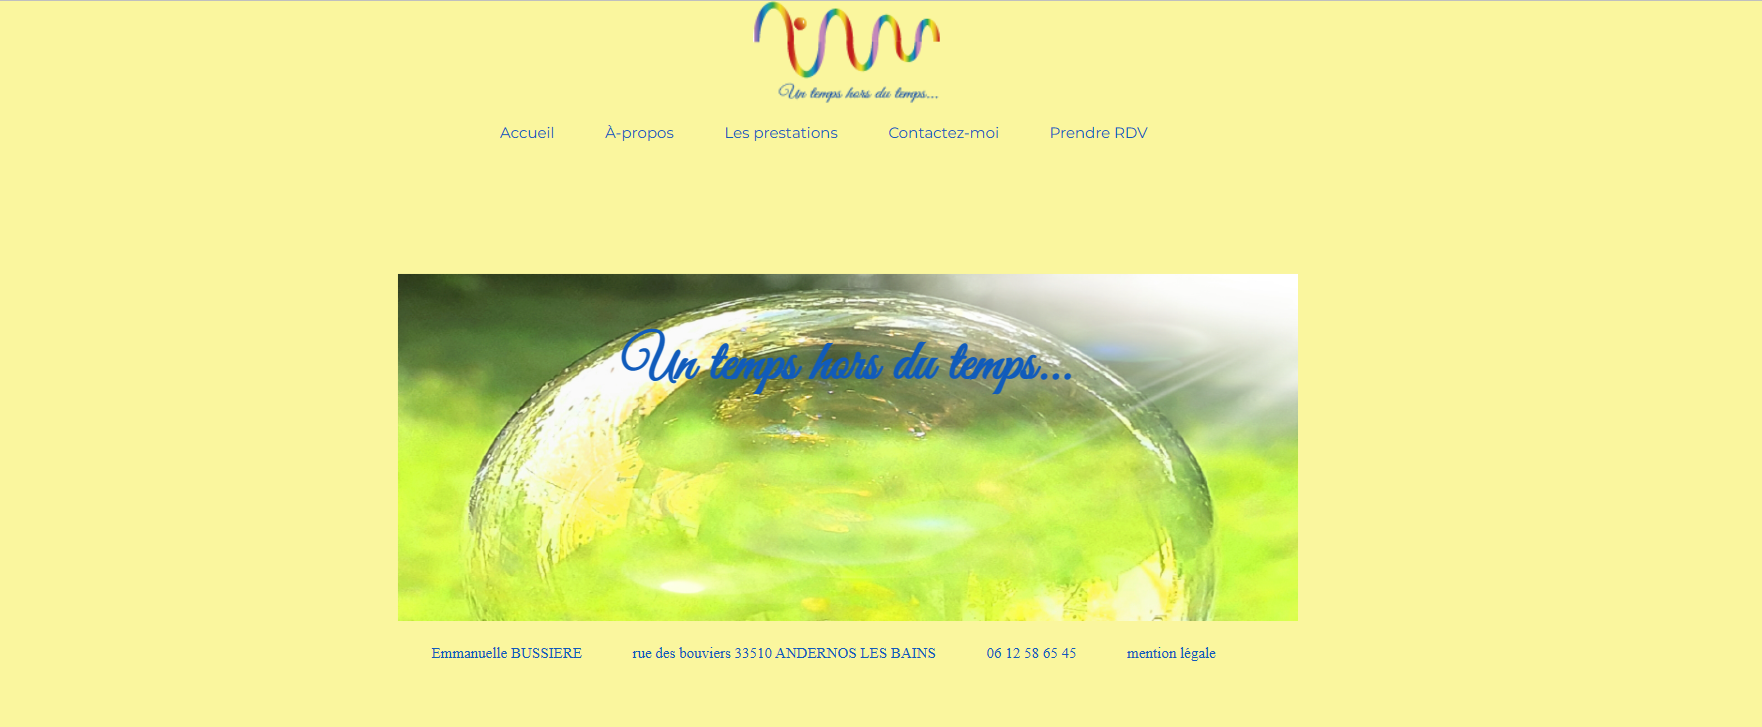 Un temps hors du temps...
Accueil À-propos Les prestations Contactez-moi Prendre RDV
Un temps hors du temps...
Emmanuelle BUSSIERE rue des bouviers 33510 ANDERNOS LES BAINS 06 12 58 65 45 mention légale